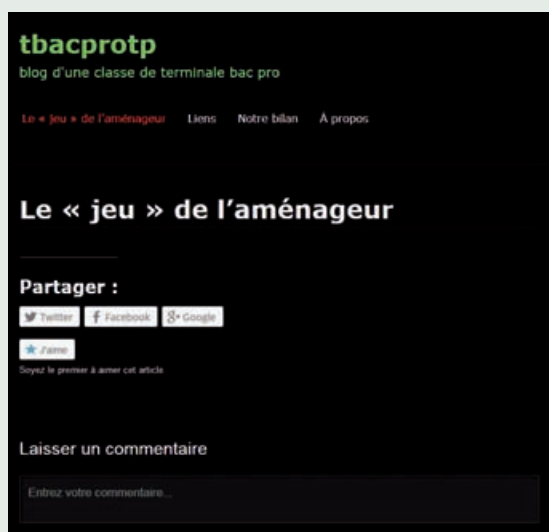 tbacprotp
blog d'une classe de terminale bac pro
Le « jeu » de l'aménageur Liens Notre bilan À propos
Le « jeu » de l'aménageur
Partager :
Twitter Facebook Google
J'aime
Soyez le premier à aimer cet article
Laisser un commentaire
Entrez votre commentaire...